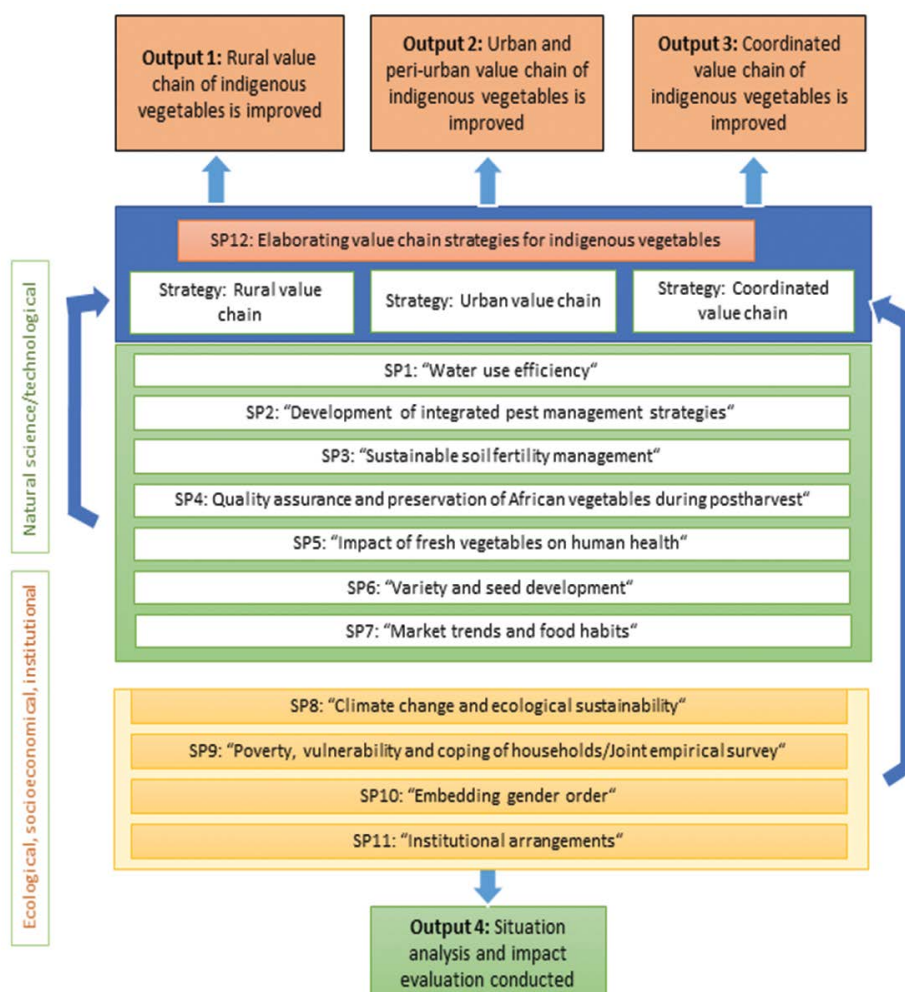 Output 1: Rural value
chain of indigenous
vegetables is improved
Output 2: Urban and
peri-urban value chain of
indigenous vegetables is
improved
Output 3: Coordinated
value chain of
indigenous vegetables is
improved
SP12: Elaborating value chain strategies for indigenous vegetables
Strategy: Rural value
chain
Strategy: Urban value chain
Strategy: Coordinated
value chain
Natural science/technological
SP1: “Water use efficiency“
SP2: “Development of integrated pest management strategies“
SP3: “Sustainable soil fertility management“
SP4: Quality assurance and preservation of African vegetables during postharvest“
SP5: “Impact of fresh vegetables on human health“
SP6: “Variety and seed development“
SP7: “Market trends and food habits“
Ecological, socioeconomical, institutional
SP8: “Climate change and ecological sustainability“
SP9: “Poverty, vulnerability and coping of households/Joint empirical survey“
SP10: “Embedding gender order“
SP11: “Institutional arrangements“
Output 4: Situation
analysis and impact
evaluation conducted